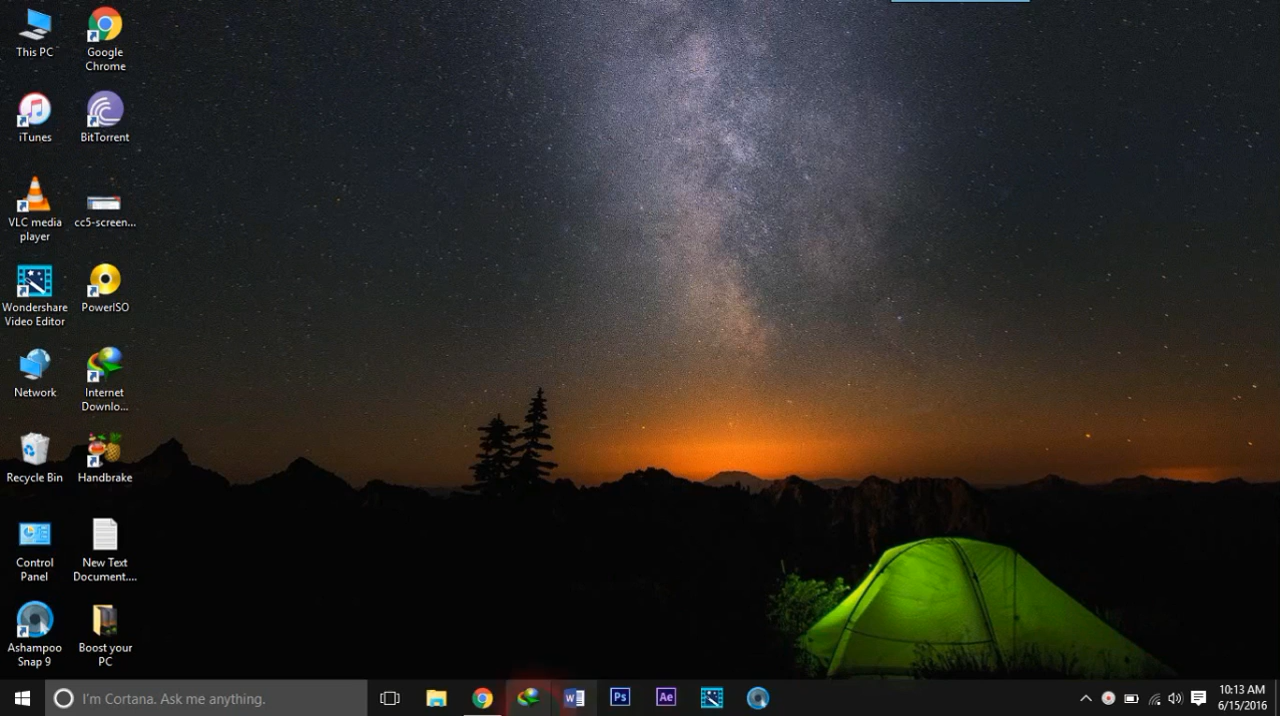 This PC
Google
Chrome
iTunes
BitTorrent
VLC media
player
cc5-screen...
Wondershare
Video Editor
PowerISO
Network
Internet
Downlo...
Recycle Bin
Handbrake
Control
Panel
New Text
Document....
Ashampoo
Snap 9
Boost your
PC
I'm Cortana. Ask me anything.
W
Ps
Ae
10:13 AM
6/15/2016